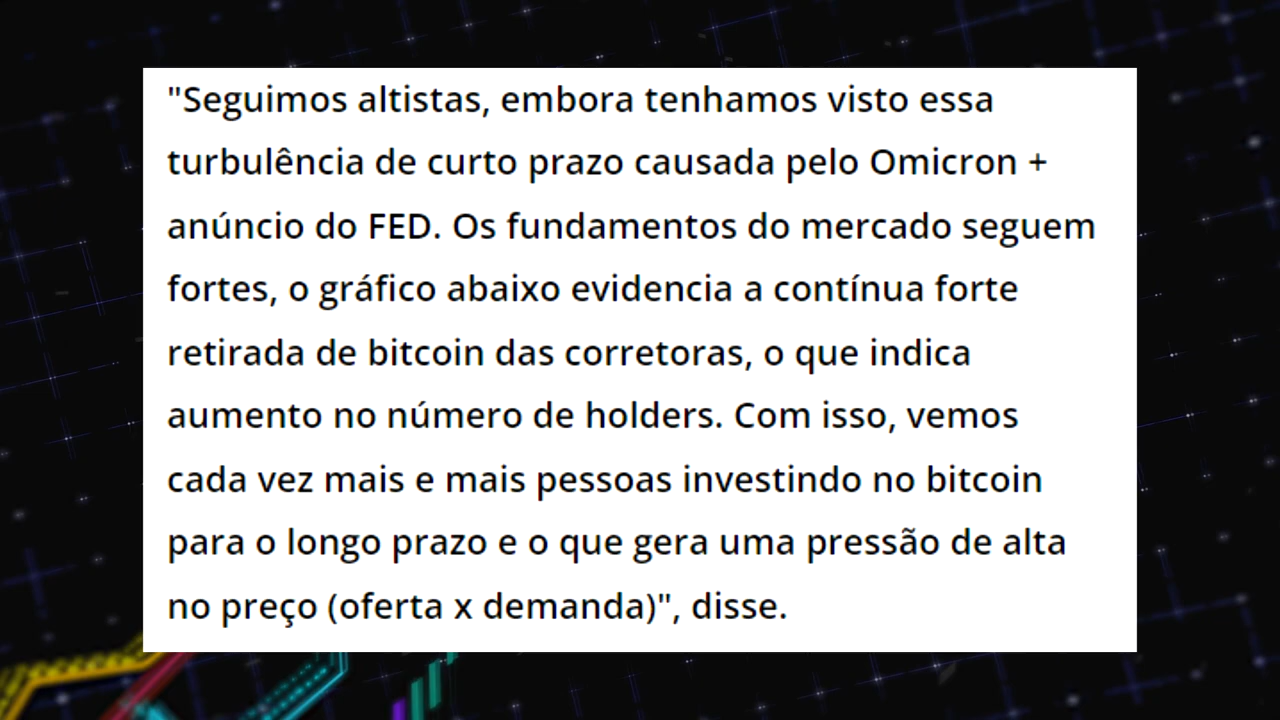 "Seguimos altistas, embora tenhamos visto essa
turbulência de curto prazo causada pelo Omicron +
anúncio do FED. Os fundamentos do mercado seguem
fortes, o gráfico abaixo evidencia a contínua forte
retirada de bitcoin das corretoras, o que indica
aumento no número de holders. Com isso, vemos
cada vez mais e mais pessoas investindo no bitcoin
para o longo prazo e o que gera uma pressão de alta
no preço (oferta x demanda)", disse.